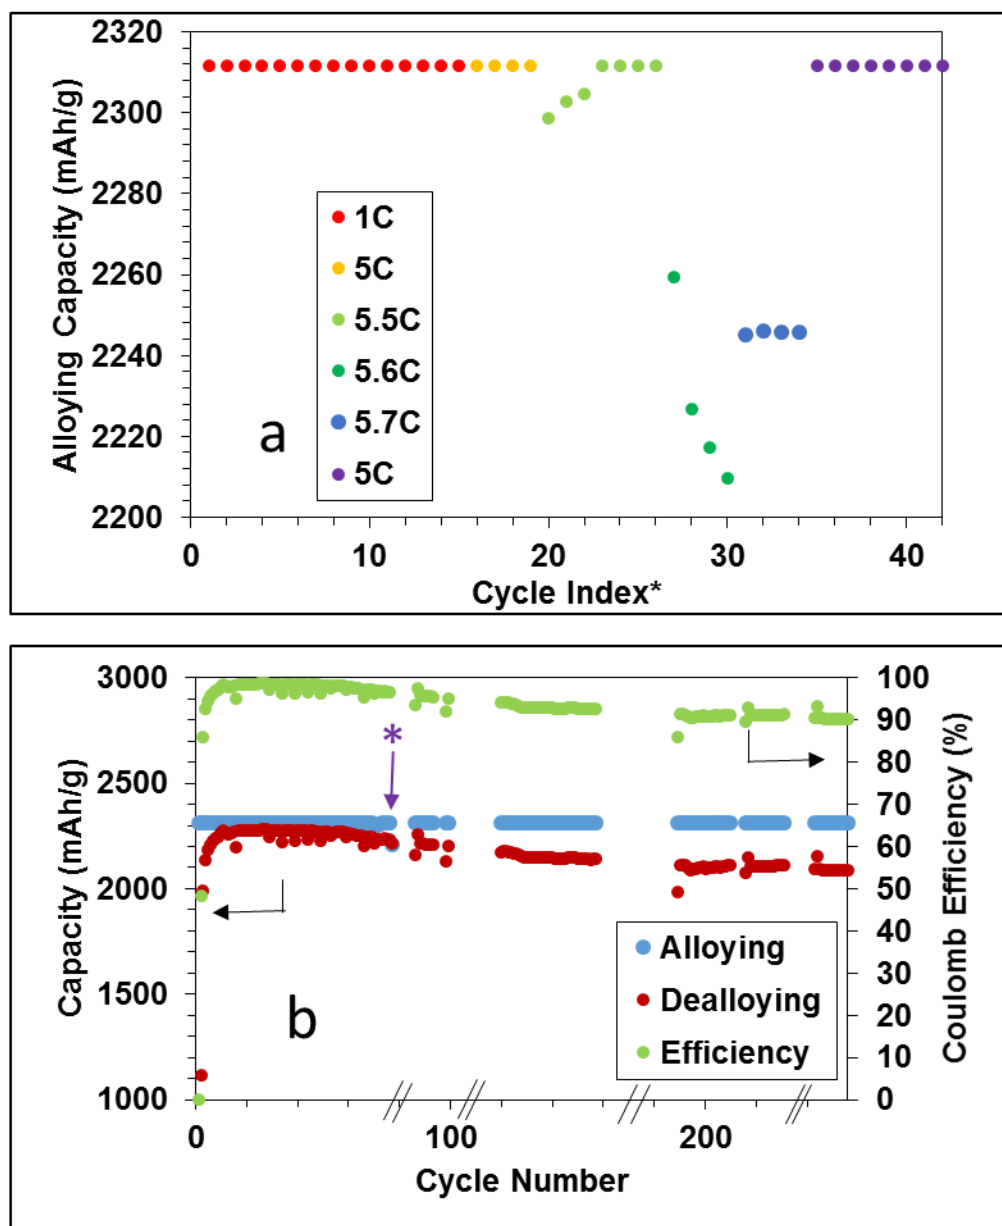 2320
2300
2280
2260
2240
2220
2200
Alloying Capacity (mAh/g)
1C
5C
5.5C
5.6C
5.7C
5C
a
0
10
20
30
40
Cycle Index*
3000
2500
2000
1500
1000
Capacity (mAh/g)
*
100
90
80
70
60
50
40
30
20
10
0
Coulomb Efficiency (%)
Alloying
Dealloying
Efficiency
b
0
100
200
Cycle Number